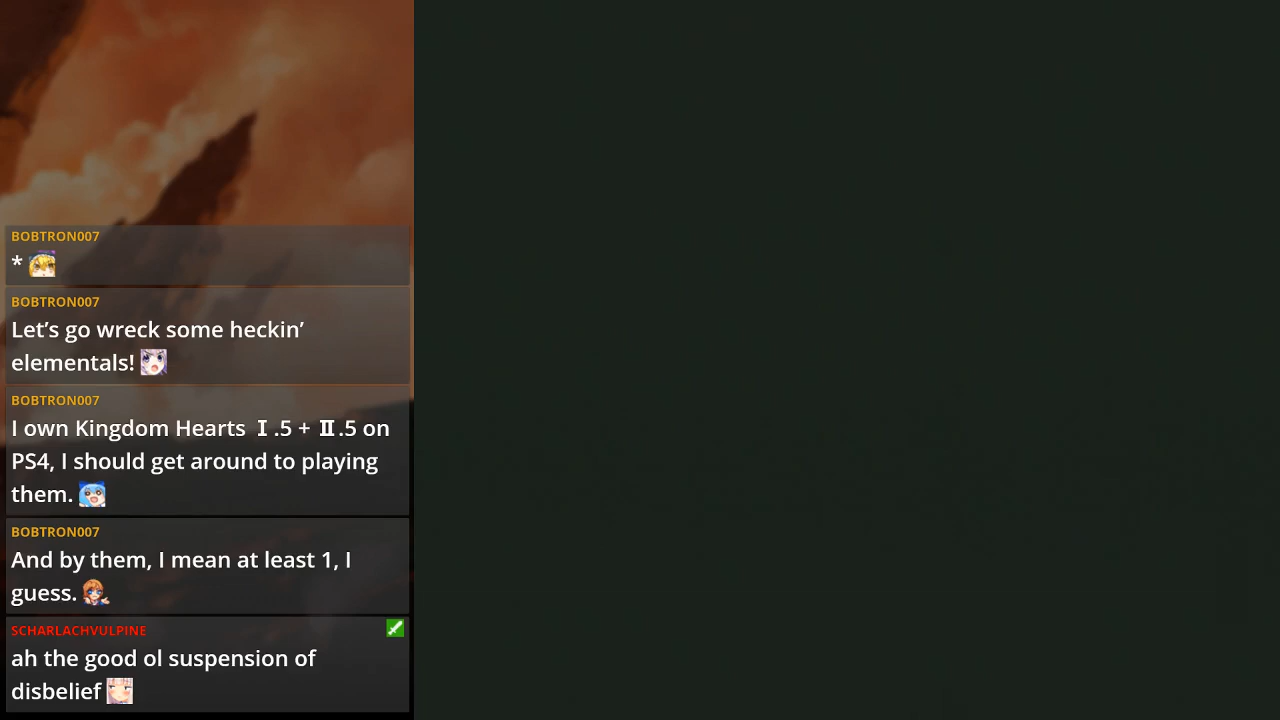 BOBTRON007
*
BOBTRON007
Let’s go wreck some heckin’
elementals!
BOBTRON007
I own Kingdom Hearts Ⅰ.5 + Ⅱ.5 on
PS4, I should get around to playing
them.
BOBTRON007
And by them, I mean at least 1, I
guess.
SCHARLACHVULPINE
ah the good ol suspension of
disbelief